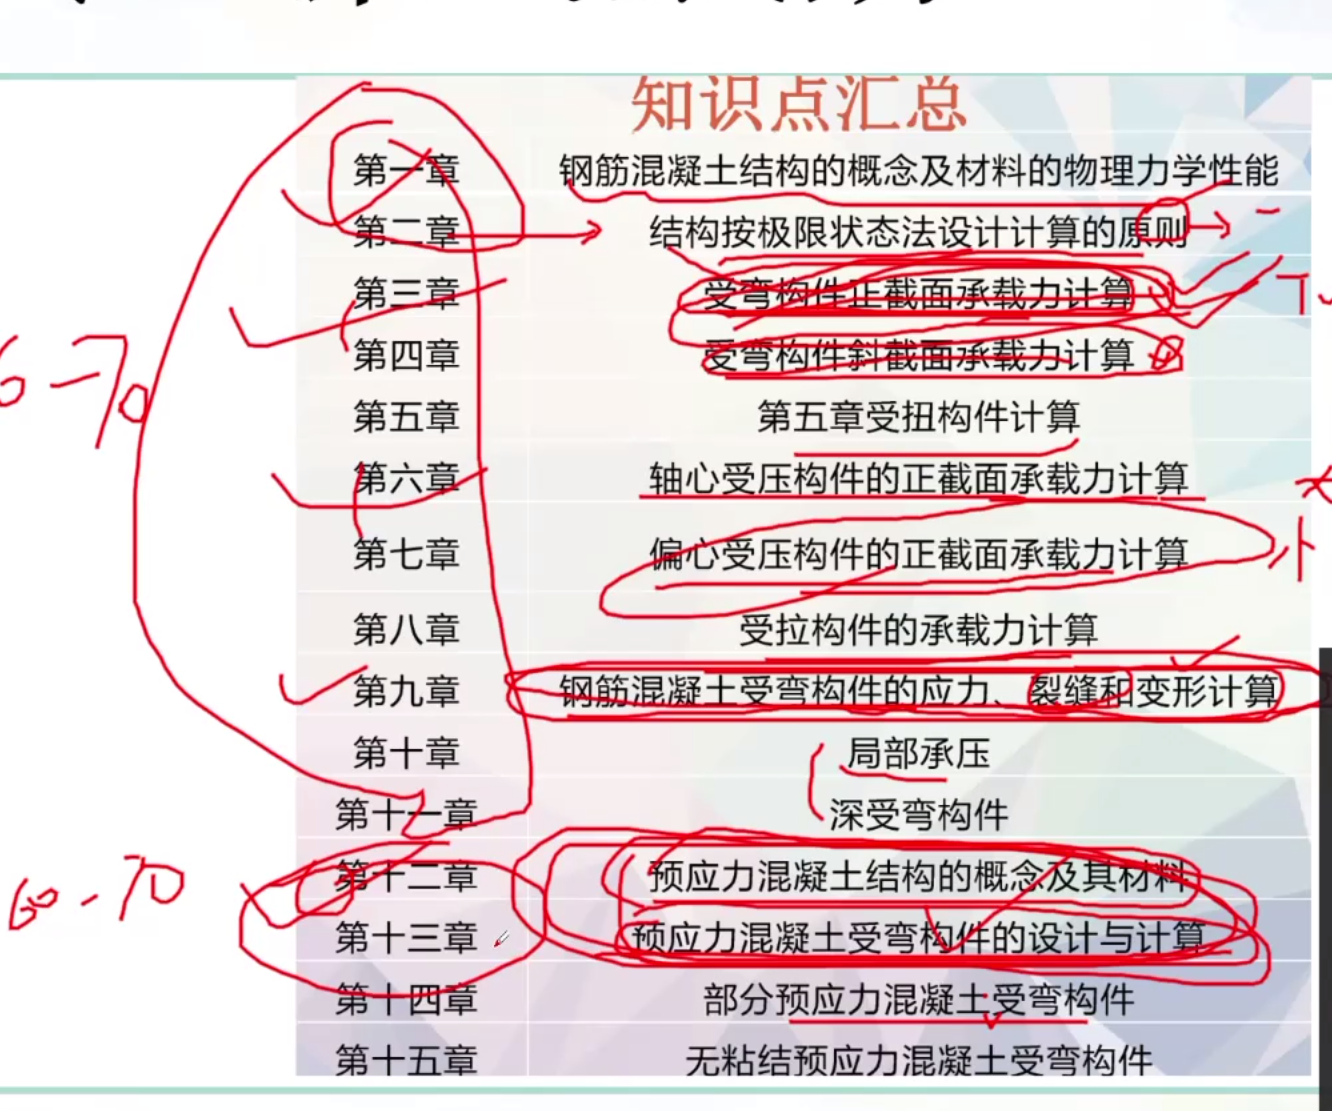 知识点汇总
第一章 钢筋混凝土结构的概念及材料的物理力学性能
第二章 结构按极限状态法设计计算的原则
第三章 受弯构件正截面承载力计算
第四章 受弯构件斜截面承载力计算
第五章 第五章受扭构件计算
第六章 轴心受压构件的正截面承载力计算
第七章 偏心受压构件的正截面承载力计算
第八章 受拉构件的承载力计算
第九章 钢筋混凝土受弯构件的应力、裂缝和变形计算
第十章 局部承压
第十一章 深受弯构件
第十二章 预应力混凝土结构的概念及其材料
60-70
第十三章 预应力混凝土受弯构件的设计与计算
第十四章 部分预应力混凝土受弯构件
第十五章 无粘结预应力混凝土受弯构件